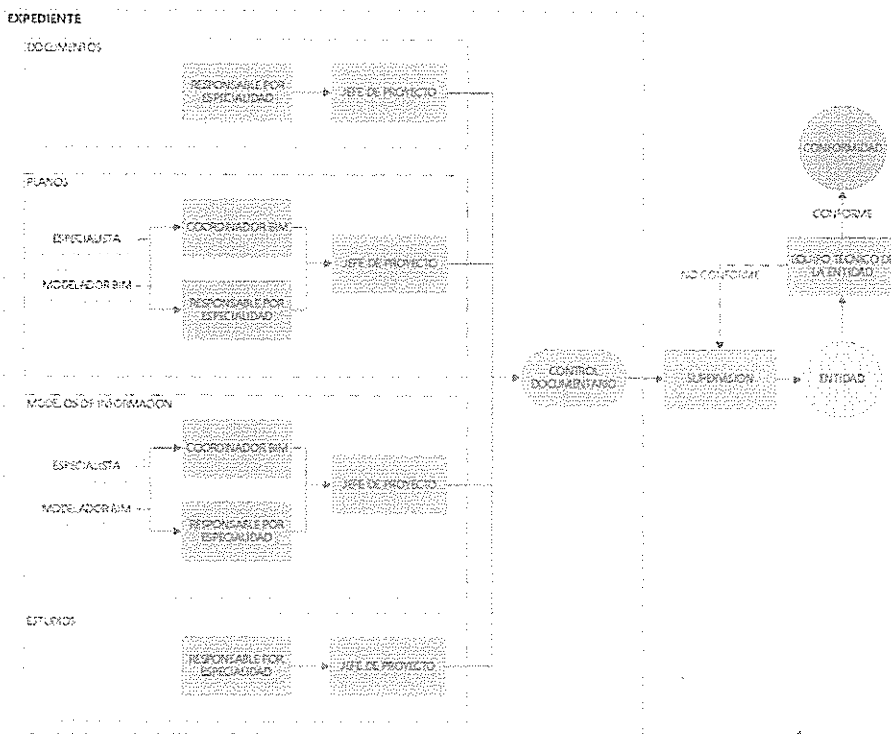 EXPEDIENTE
DOCUMENTOS
RESPONSABLE POR
ESPECIALIDAD
JEFE DE PROYECTO
PLANOS
ESPECIALISTA
MODELADOR BIM
COORDINADOR BIM
RESPONSABLE POR
ESPECIALIDAD
JEFE DE PROYECTO
MODELOS DE INFORMACIÓN
ESPECIALISTA
MODELADOR BIM
COORDINADOR BIM
RESPONSABLE POR
ESPECIALIDAD
JEFE DE PROYECTO
ESTUDIOS
RESPONSABLE POR
ESPECIALIDAD
JEFE DE PROYECTO
CONTROL
DOCUMENTARIO
SUPERVISIÓN
ENTIDAD
NO CONFORME
EQUIPO TÉCNICO DE
LA ENTIDAD
CONFORME
CONFORMIDAD